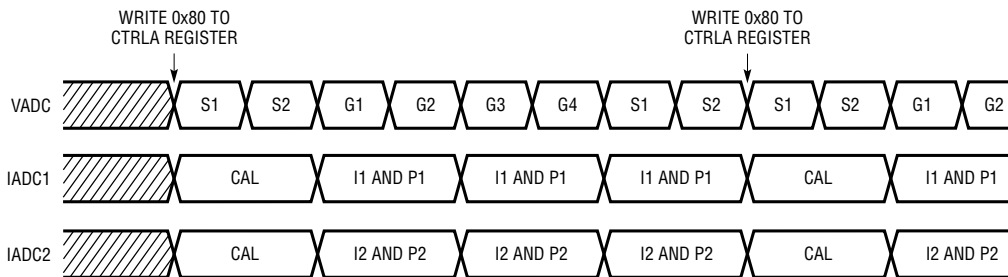 WRITE 0x80 TO
CTRLA REGISTER
WRITE 0x80 TO
CTRLA REGISTER
VADC S1 S2 G1 G2 G3 G4 S1 S2 S1 S2 G1 G2
IADC1 CAL I1 AND P1 I1 AND P1 I1 AND P1 CAL I1 AND P1
IADC2 CAL I2 AND P2 I2 AND P2 I2 AND P2 CAL I2 AND P2